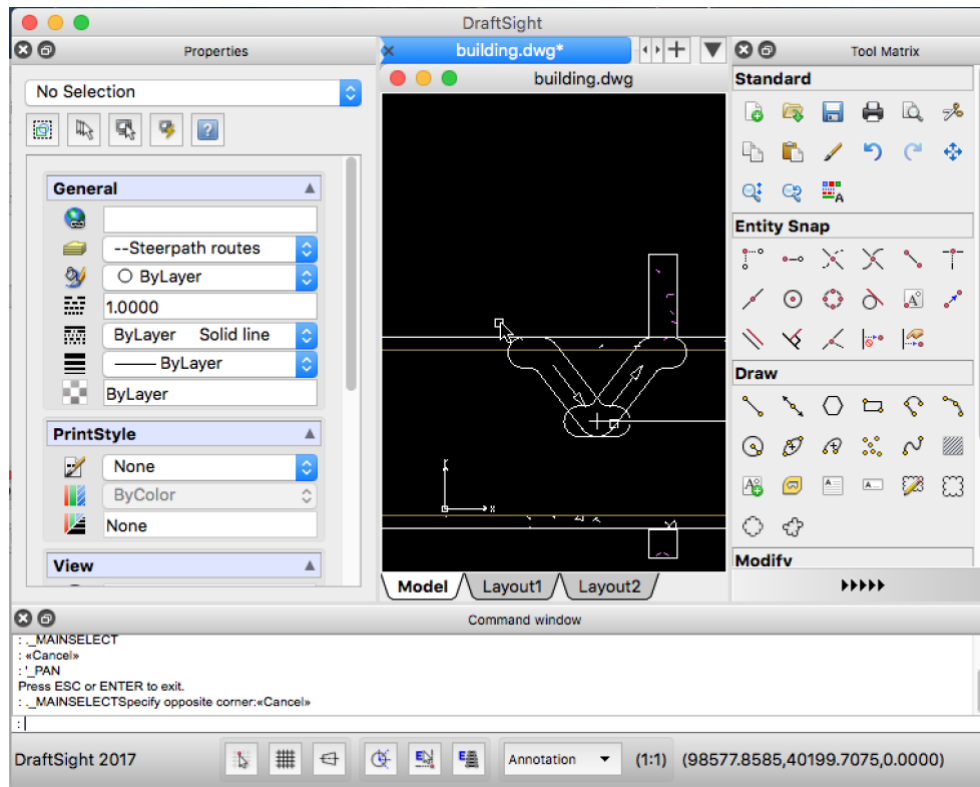 DraftSight
Properties
building.dwg*
Tool Matrix
No Selection
building.dwg
Standard
General
--Steerpath routes
ByLayer
1.0000
ByLayer Solid line
ByLayer
ByLayer
Entity Snap
Draw
PrintStyle
None
ByColor
None
View
Y
X
Modify
Model
Layout1
Layout2
Command window
: ._MAINSELECT
: «Cancel»
: '_PAN
Press ESC or ENTER to exit.
: ._MAINSELECTSpecify opposite corner:«Cancel»
:
DraftSight 2017
Annotation
(1:1)
(98577.8585,40199.7075,0.0000)